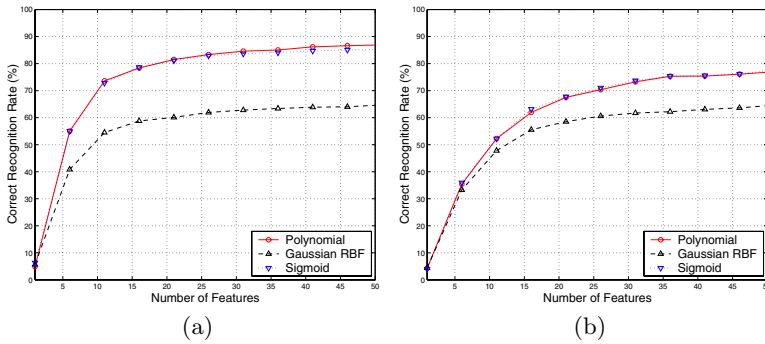 100
90
80
70
60
50
40
30
20
10
0
Correct Recognition Rate (%)
5 10 15 20 25 30 35 40 45 50
Number of Features
Polynomial
Gaussian RBF
Sigmoid
(a)
100
90
80
70
60
50
40
30
20
10
0
Correct Recognition Rate (%)
5 10 15 20 25 30 35 40 45 50
Number of Features
Polynomial
Gaussian RBF
Sigmoid
(b)